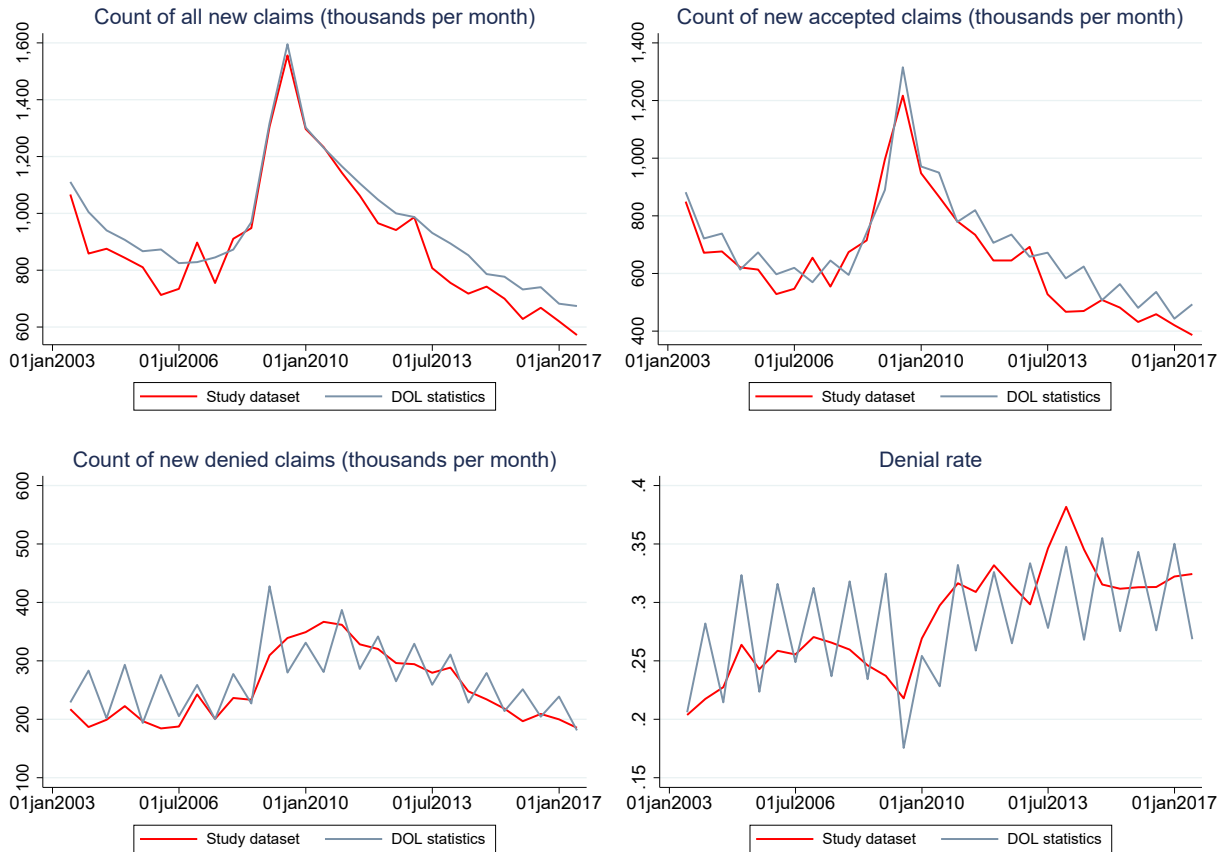 Count of all new claims (thousands per month)
1,600
1,400
1,200
1,000
800
600
01jan2003 01jul2006 01jan2010 01jul2013 01jan2017
Study dataset DOL statistics
Count of new accepted claims (thousands per month)
1,400
1,200
1,000
800
600
400
01jan2003 01jul2006 01jan2010 01jul2013 01jan2017
Study dataset DOL statistics
Count of new denied claims (thousands per month)
600
500
400
300
200
100
01jan2003 01jul2006 01jan2010 01jul2013 01jan2017
Study dataset DOL statistics
Denial rate
.4
.35
.3
.25
.2
.15
01jan2003 01jul2006 01jan2010 01jul2013 01jan2017
Study dataset DOL statistics